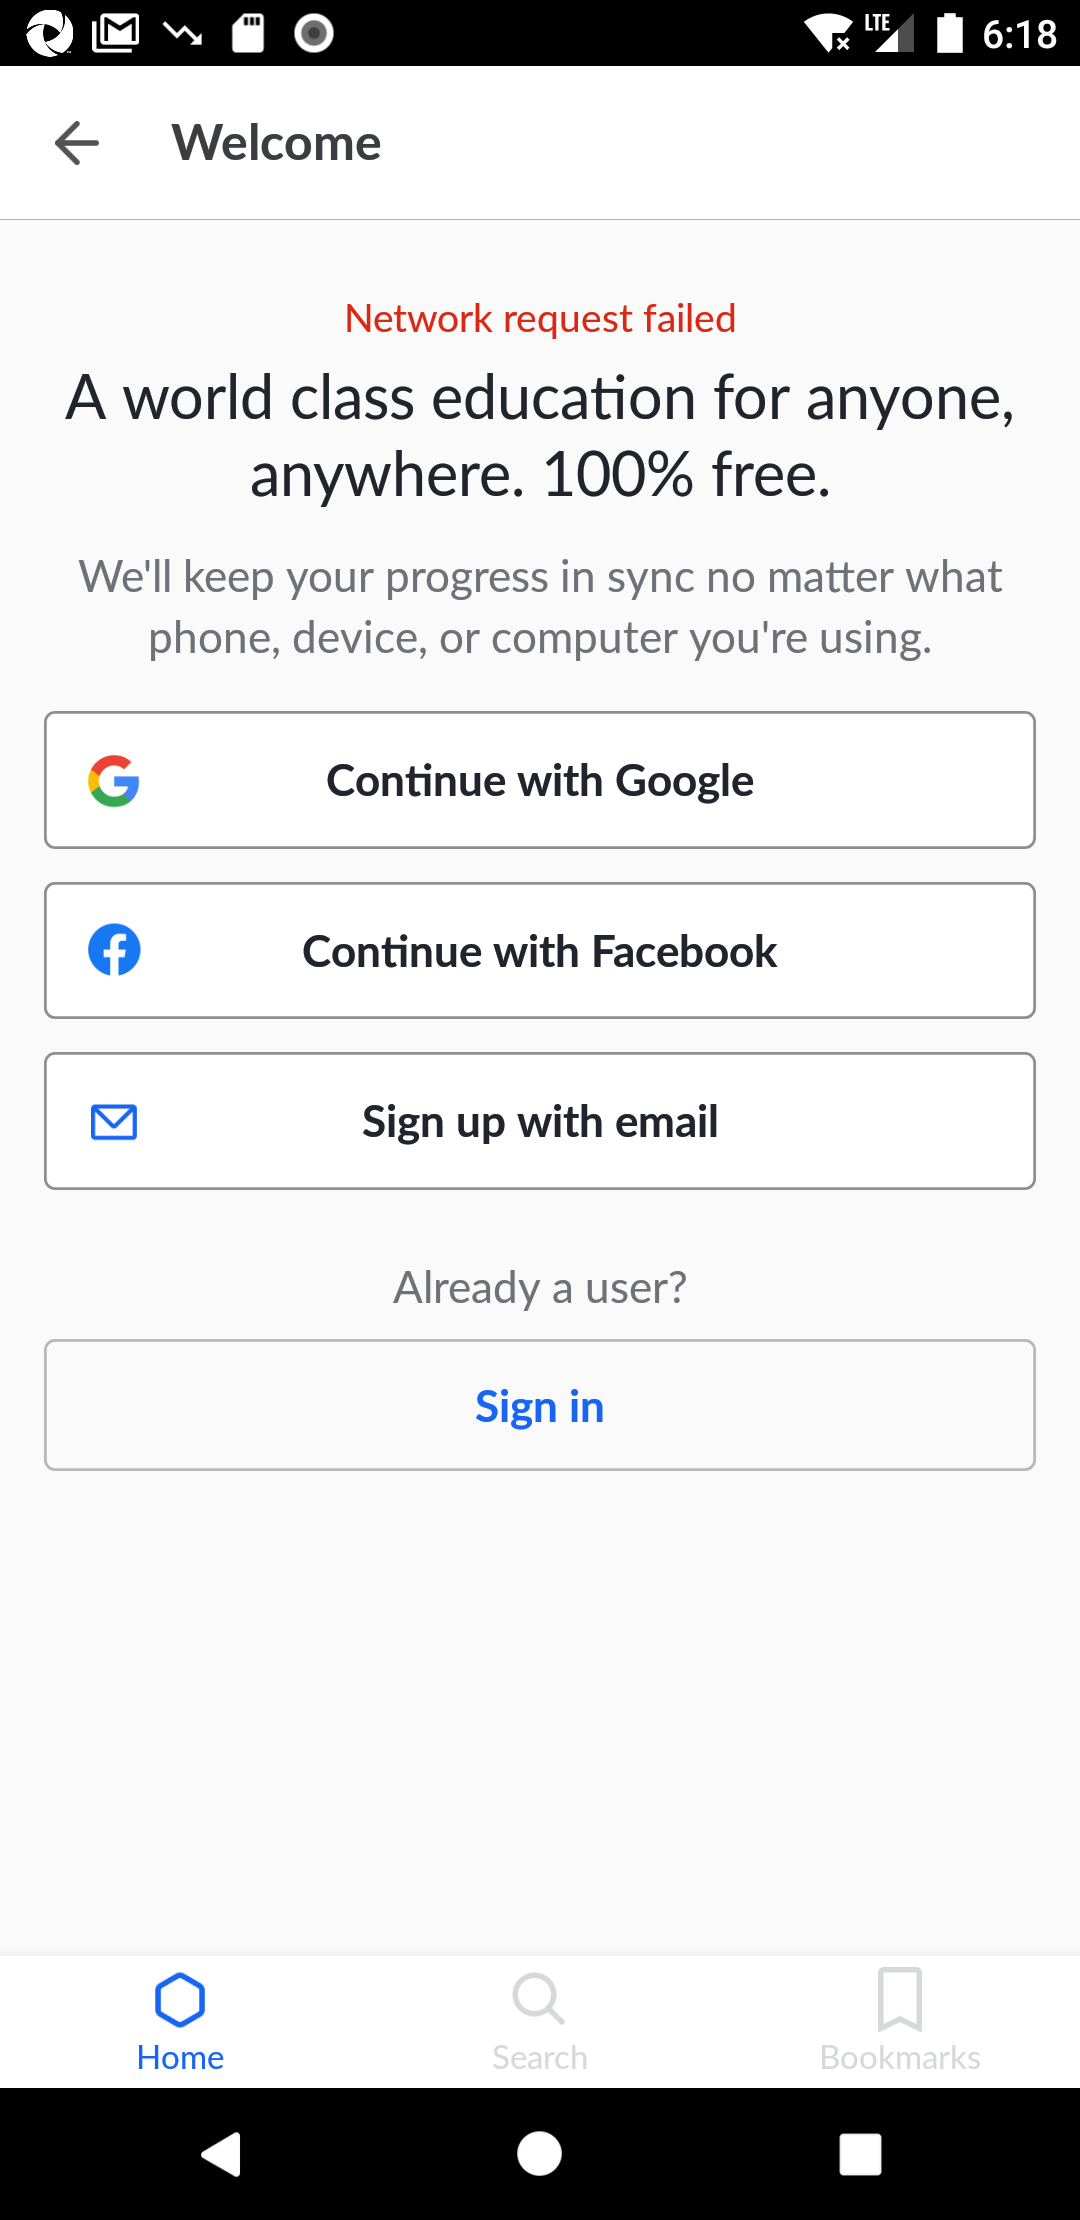 LTE 6:18
Welcome
Network request failed
A world class education for anyone,
anywhere. 100% free.
We'll keep your progress in sync no matter what
phone, device, or computer you're using.
Continue with Google
Continue with Facebook
Sign up with email
Already a user?
Sign in
Home Search Bookmarks